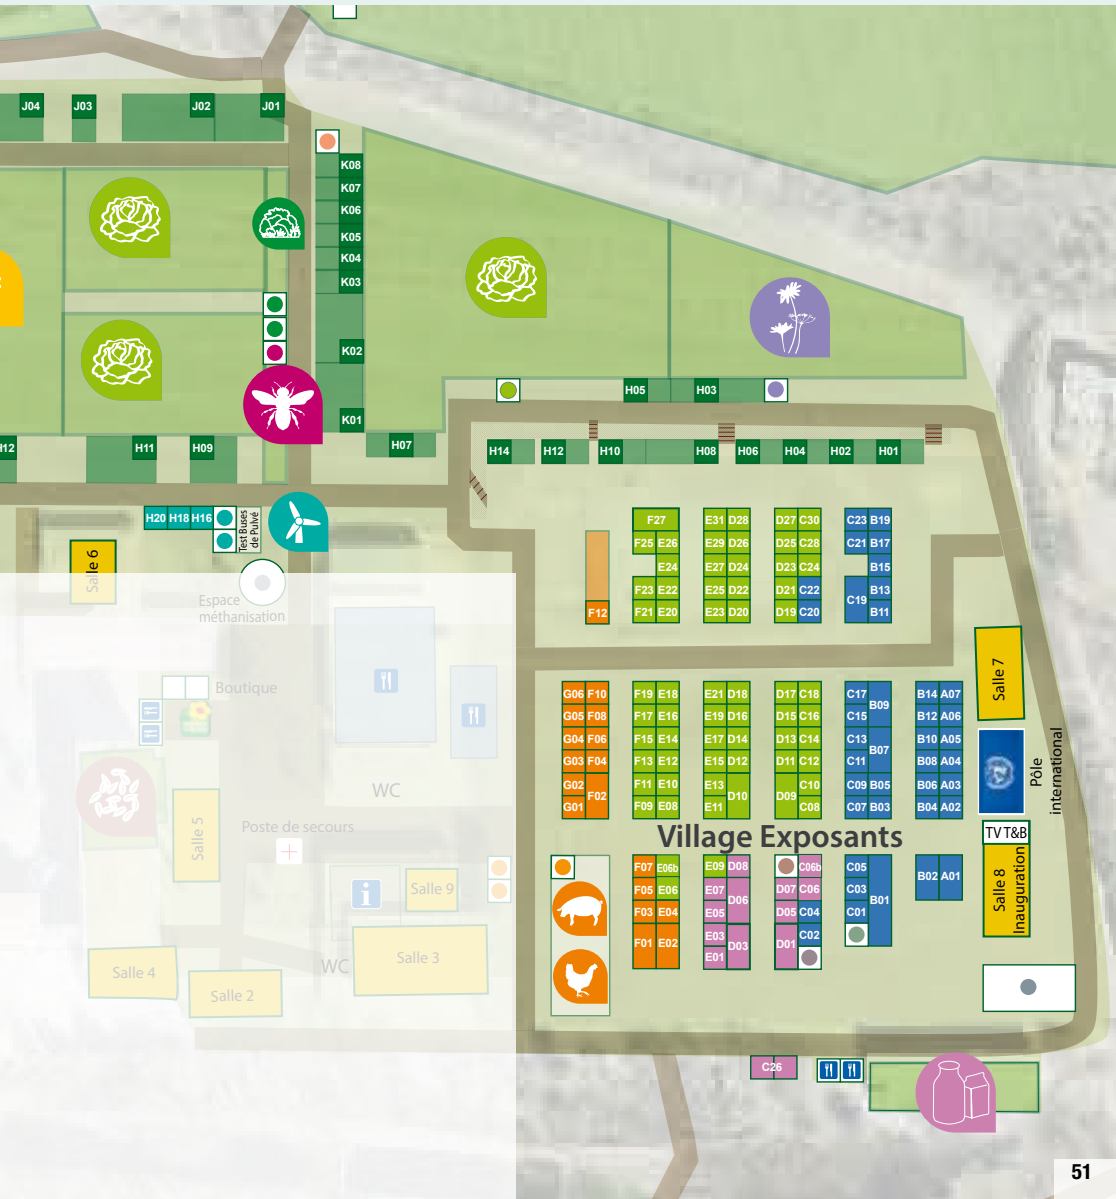 J04 J03 J02 J01
K08
K07
K06
K05
K04
K03
K02
K01
H05 H03
H12 H11 H09 H07
H14 H12 H10 H08 H06 H04 H02 H01
H20 H18 H16
Test Buses
de Pulvé
Salle 6
Espace
méthanisation
F12
F27 E31 D28 D27 C30 C23 B19
F25 E26 E29 D26 D25 C28 C21 B17
E24 E27 D24 D23 C24 B15
F23 E22 E25 D22 D21 C22 C19 B13
F21 E20 E23 D20 D19 C20 B11
Salle 7
Boutique
G06 F10 F19 E18 E21 D18 D17 C18 C17 B09 B14 A07
G05 F08 F17 E16 E19 D16 D15 C16 C15 B12 A06
G04 F06 F15 E14 E17 D14 D13 C14 C13 B07 B10 A05
G03 F04 F13 E12 E15 D12 D11 C12 C11 B08 A04
G02 F02 F11 E10 E13 D10 D09 C10 C09 B05 B06 A03
G01 F09 E08 E11 C08 C07 B03 B04 A02
Pôle
international
WC
Salle 5
Poste de secours
Village Exposants
TV T&B
Salle 8
Inauguration
F07 E06b E09 D08 C06b C05 B02 A01
F05 E06 E07 D06 D07 C06 C03 B01
F03 E04 E05 D05 C04 C01
F01 E02 E03 D03 D01 C02
E01
i
Salle 9
Salle 3
WC
Salle 4
Salle 2
C26
51